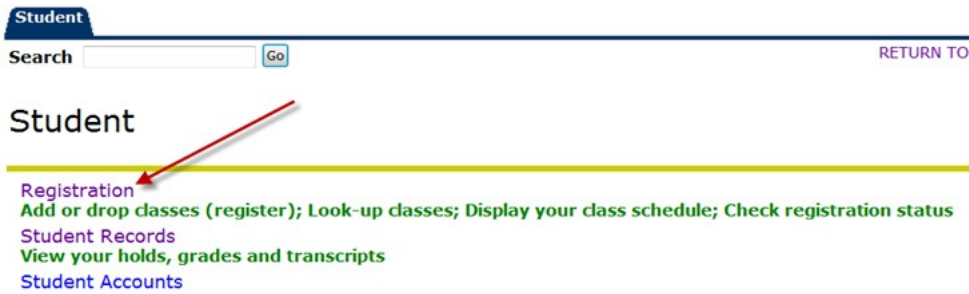 Student
Search Go RETURN TO
Student
Registration
Add or drop classes (register); Look-up classes; Display your class schedule; Check registration status
Student Records
View your holds, grades and transcripts
Student Accounts